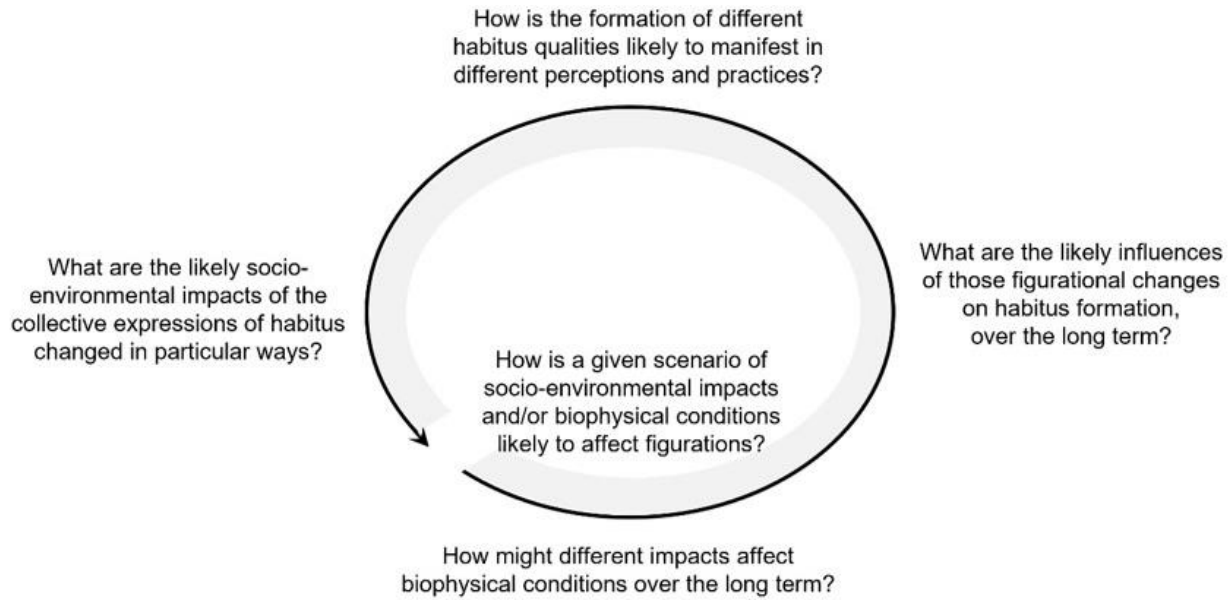 How is the formation of different
habitus qualities likely to manifest in
different perceptions and practices?
What are the likely socio-
environmental impacts of the
collective expressions of habitus
changed in particular ways?
What are the likely influences
of those figurational changes
on habitus formation,
over the long term?
How is a given scenario of
socio-environmental impacts
and/or biophysical conditions
likely to affect figurations?
How might different impacts affect
biophysical conditions over the long term?